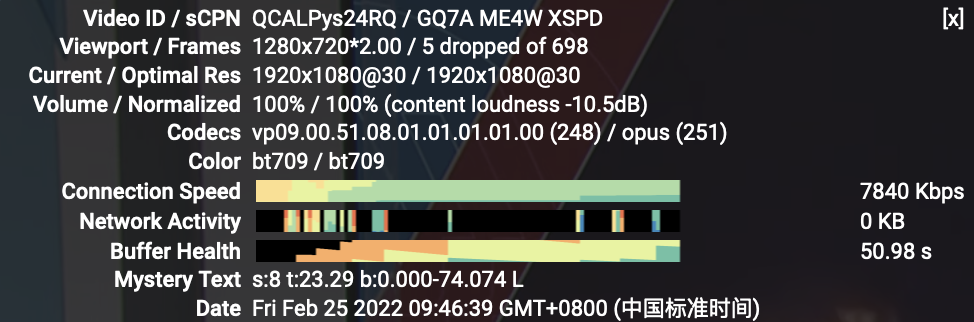 Video ID / sCPN QCALPys24RQ / GQ7A ME4W XSPD [x]
Viewport / Frames 1280x720*2.00 / 5 dropped of 698
Current / Optimal Res 1920x1080@30 / 1920x1080@30
Volume / Normalized 100% / 100% (content loudness -10.5dB)
Codecs vp09.00.51.08.01.01.01.01.00 (248) / opus (251)
Color bt709 / bt709
Connection Speed 7840 Kbps
Network Activity 0 KB
Buffer Health 50.98 s
Mystery Text s:8 t:23.29 b:0.000-74.074 L
Date Fri Feb 25 2022 09:46:39 GMT+0800 (中国标准时间)